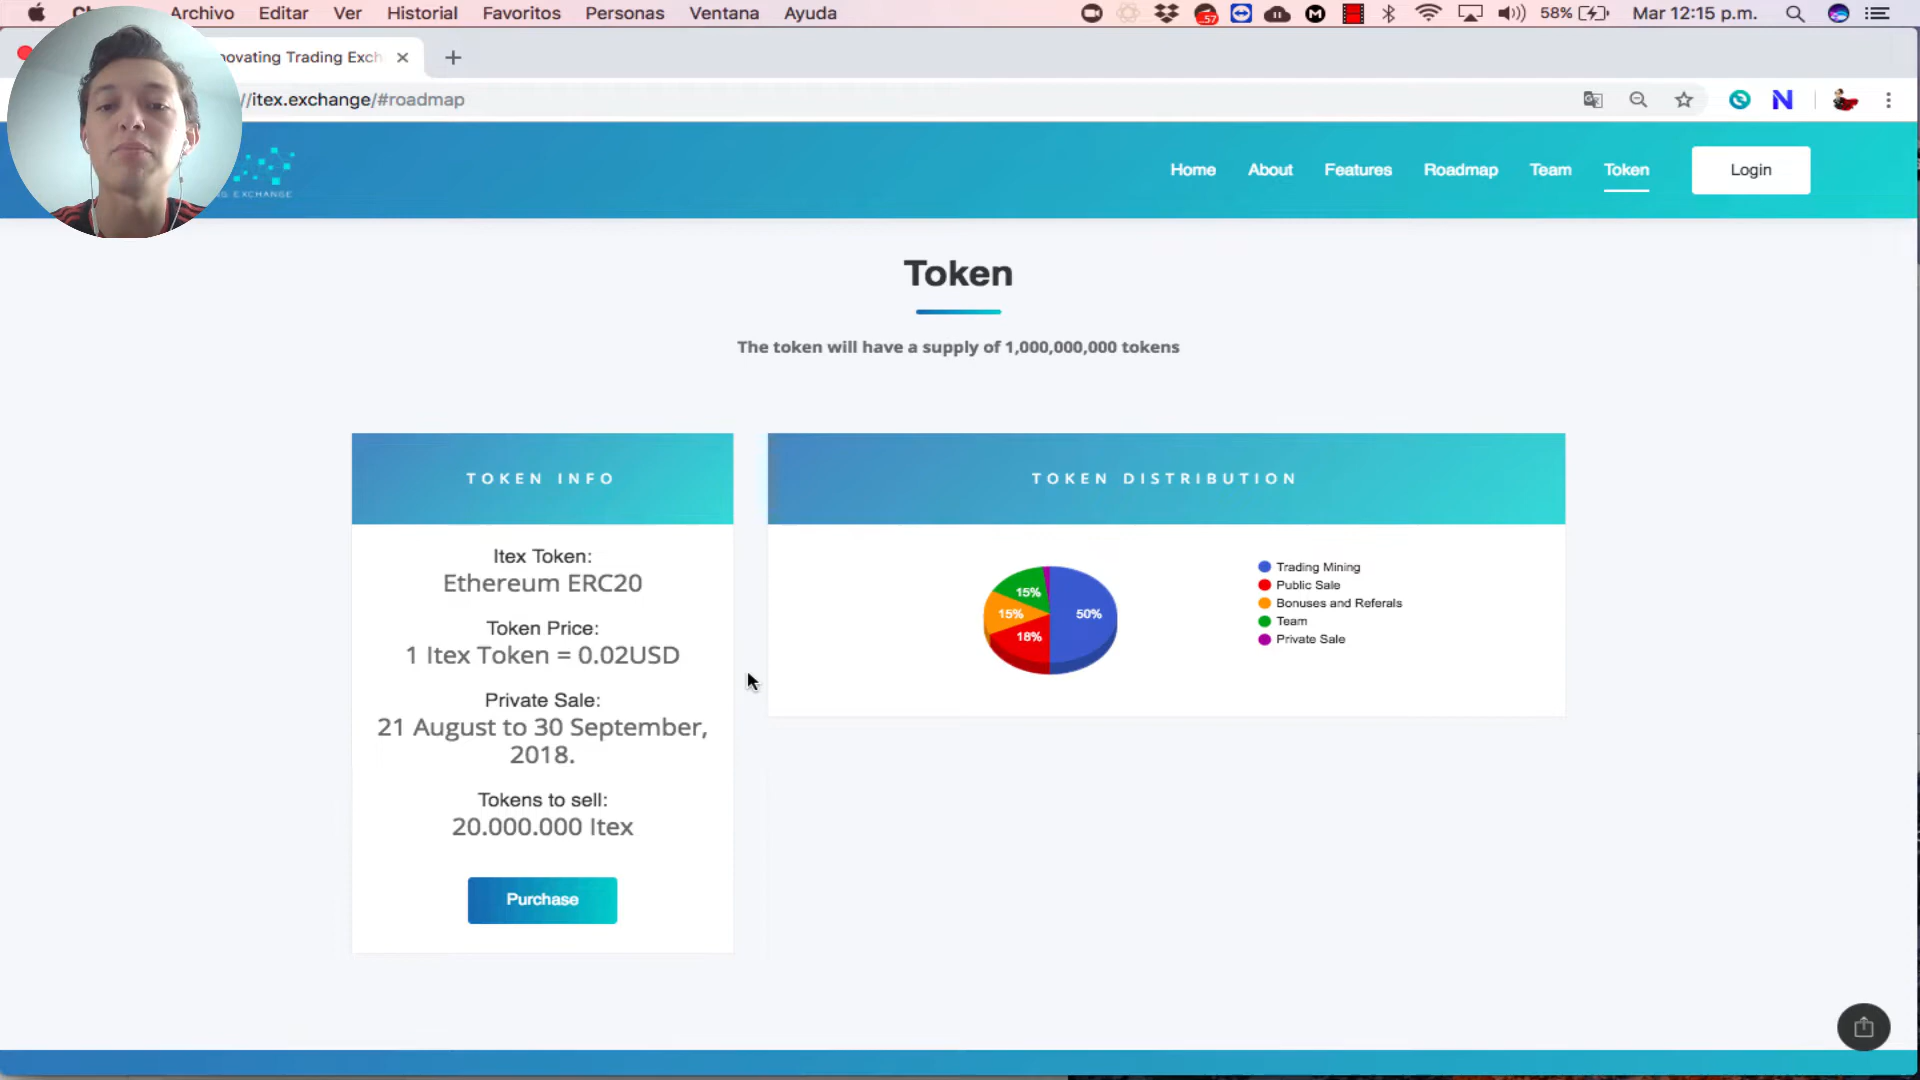 Archivo Editar Ver Historial Favoritos Personas Ventana Ayuda 57 58% Mar 12:15 p.m.
ovating Trading Exch
//itex.exchange/#roadmap
EXCHANGE
Home About Features Roadmap Team Token Login
Token
The token will have a supply of 1,000,000,000 tokens
TOKEN INFO
Itex Token:
Ethereum ERC20
Token Price:
1 Itex Token = 0.02USD
Private Sale:
21 August to 30 September,
2018.
Tokens to sell:
20.000.000 Itex
Purchase
TOKEN DISTRIBUTION
15%
15%
50%
18%
Trading Mining
Public Sale
Bonuses and Referals
Team
Private Sale